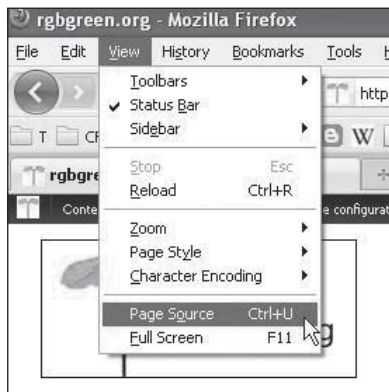 rgbgreen.org - Mozilla Firefox
File Edit View History Bookmarks Tools
Toolbars
http
Status Bar
Sidebar
T
W
Stop Esc
rgbgre
Reload Ctrl+R
Conte
e configurat
Zoom
Page Style
Character Encoding
Page Source Ctrl+U
g
Full Screen F11